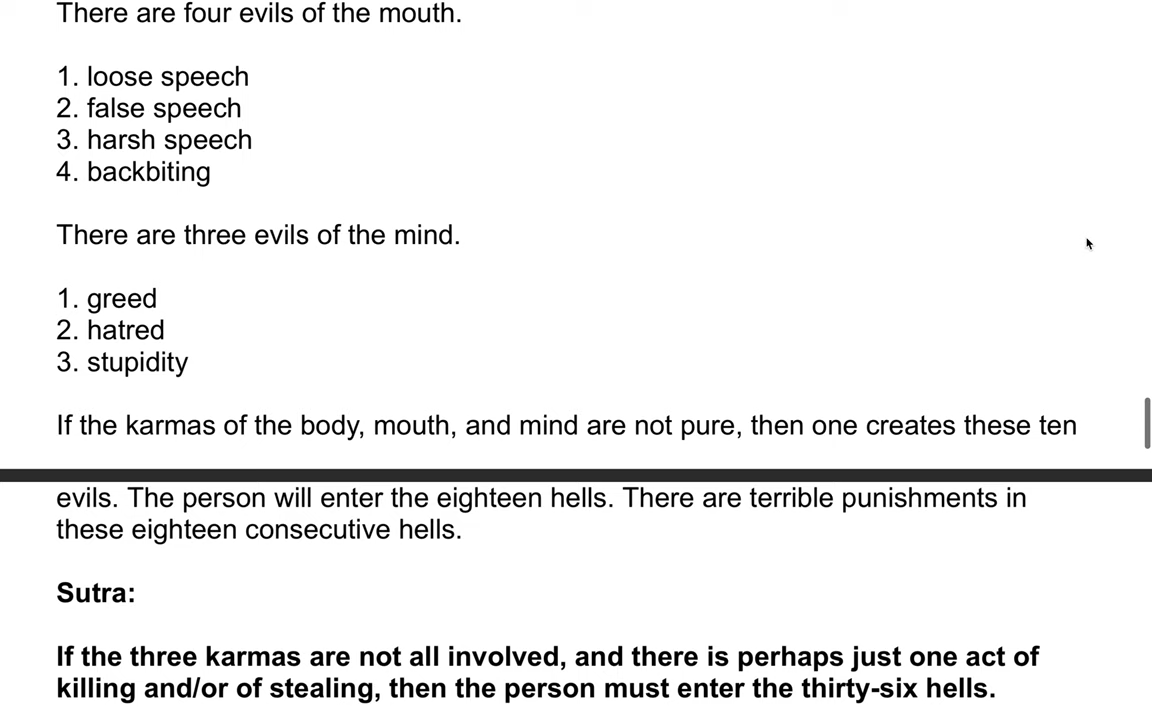 There are four evils of the mouth.
1. loose speech
2. false speech
3. harsh speech
4. backbiting
There are three evils of the mind.
1. greed
2. hatred
3. stupidity
If the karmas of the body, mouth, and mind are not pure, then one creates these ten
evils. The person will enter the eighteen hells. There are terrible punishments in
these eighteen consecutive hells.
Sutra:
If the three karmas are not all involved, and there is perhaps just one act of
killing and/or of stealing, then the person must enter the thirty-six hells.